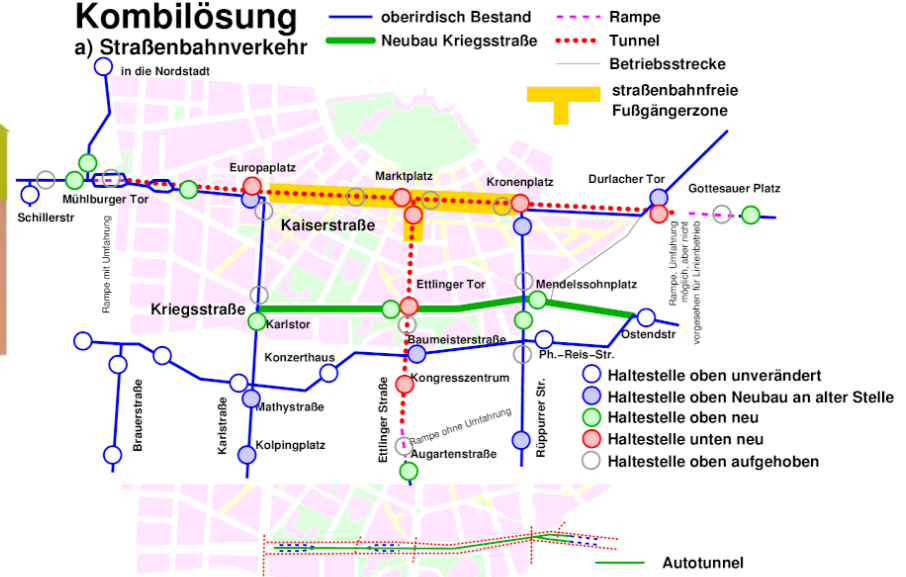 Kombilösung
a) Straßenbahnverkehr
oberirdisch Bestand
Neubau Kriegsstraße
Rampe
Tunnel
Betriebsstrecke
straßenbahnfreie
Fußgängerzone
in die Nordstadt
Europaplatz
Marktplatz
Kronenplatz
Durlacher Tor
Gottesauer Platz
Mühlburger Tor
Schillerstr
Kaiserstraße
Rampe mit Umfahrung
Rampe, Umfahrung
möglich, aber nicht
vorgesehen für Linienbetrieb
Ettlinger Tor
Mendelssohnplatz
Kriegsstraße
Karlstor
Baumeisterstraße
Ostendstr
Konzerthaus
Ph.-Reis-Str.
Kongresszentrum
Brauerstraße
Karlstraße
Mathystraße
Ettlinger Straße
Rampe ohne Umfahrung
Rüppurrer Str.
Kolpingplatz
Augartenstraße
Haltestelle oben unverärdert
Haltestelle oben Neubau an alter Stelle
Haltestelle oben neu
Haltestelle unten neu
Haltestelle oben aufgehoben
Autotunnel